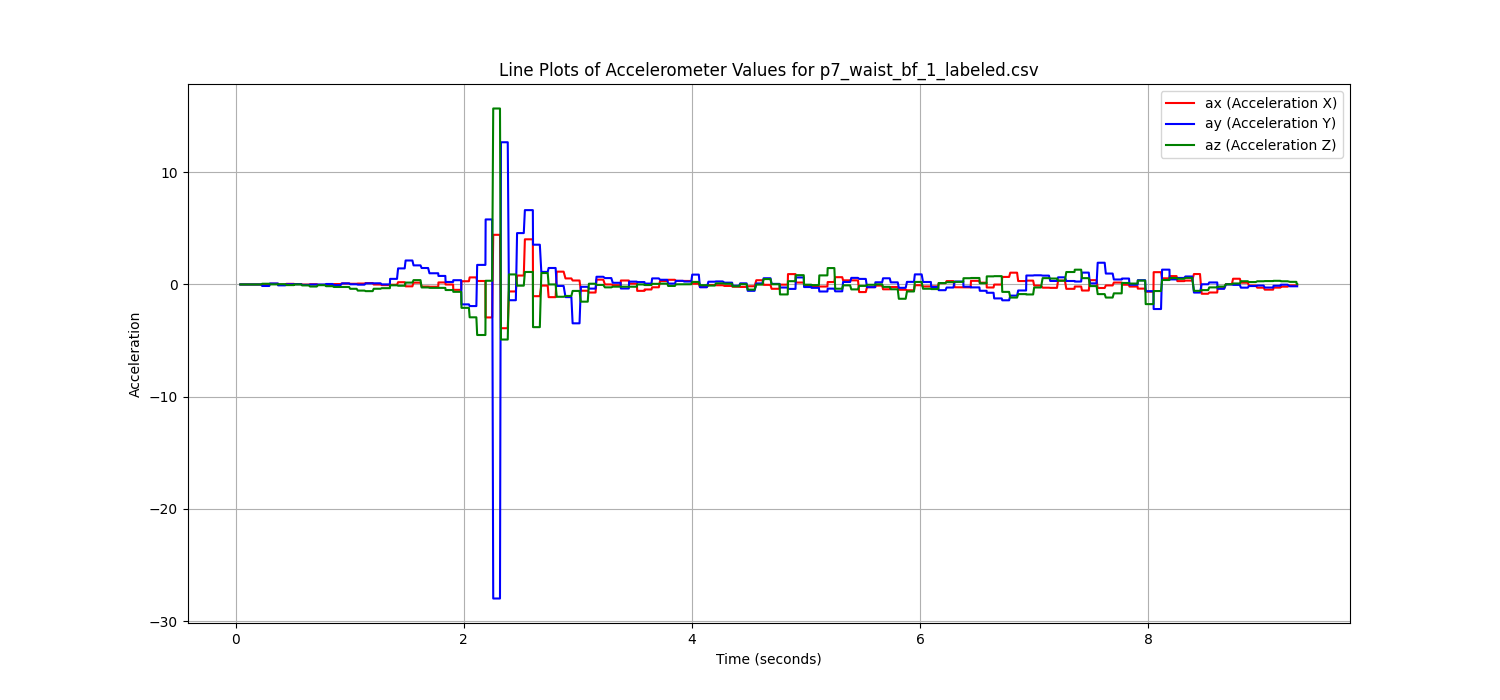 Line Plots of Accelerometer Values for p7_waist_bf_1_labeled.csv
ax (Acceleration X)
ay (Acceleration Y)
az (Acceleration Z)
10
0
−10
−20
−30
Acceleration
0 2 4 6 8
Time (seconds)